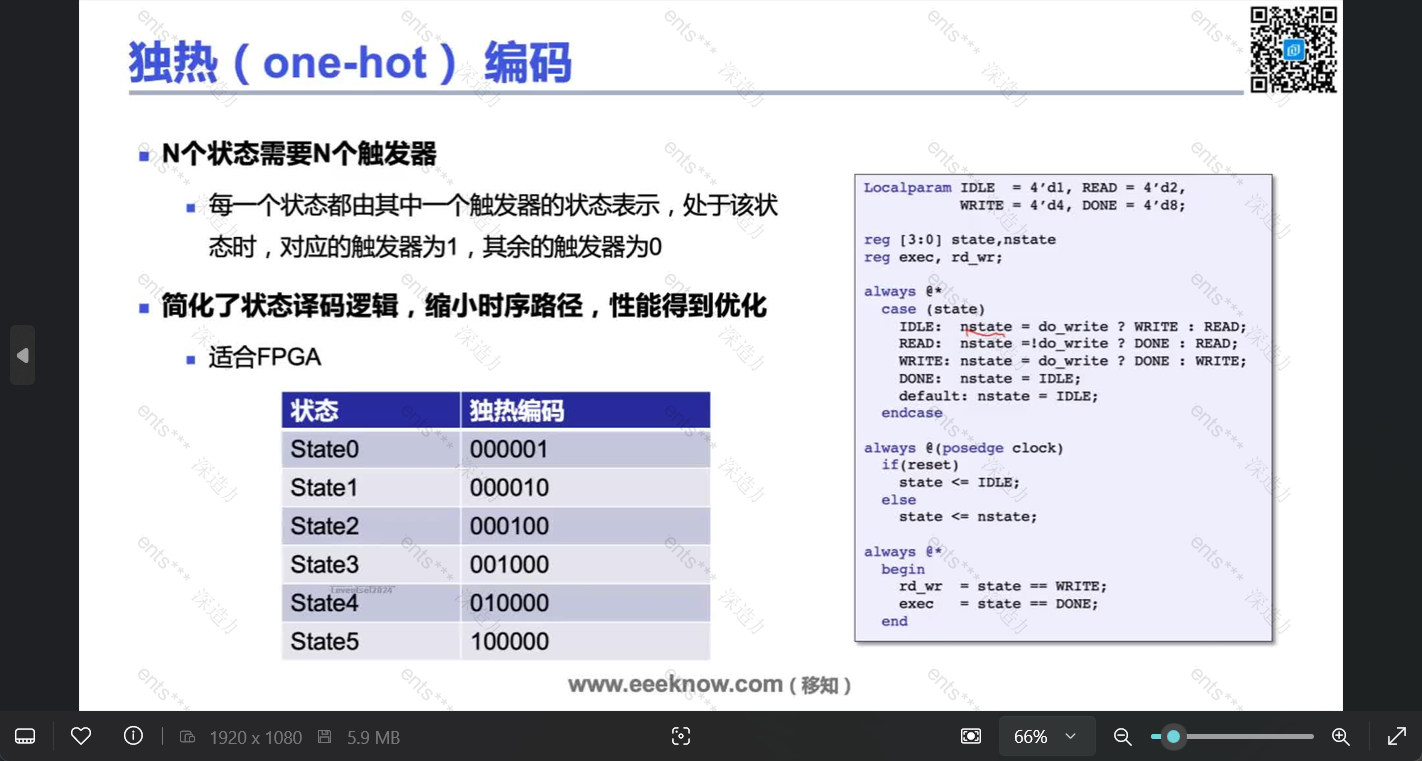 独热（one-hot）编码
N个状态需要N个触发器
每一个状态都由其中一个触发器的状态表示，处于该状
态时，对应的触发器为1，其余的触发器为0
简化了状态译码逻辑，缩小时序路径，性能得到优化
适合FPGA
状态 独热编码
State0 000001
State1 000010
State2 000100
State3 001000
State4 010000
State5 100000
Localparam IDLE  = 4'd1, READ = 4'd2,
WRITE = 4'd4, DONE = 4'd8;
reg [3:0] state,nstate
reg exec, rd_wr;
always @*
case (state)
IDLE:  nstate = do_write ? WRITE : READ;
READ:  nstate =!do_write ? DONE : READ;
WRITE: nstate = do_write ? DONE : WRITE;
DONE:  nstate = IDLE;
default: nstate = IDLE;
endcase
always @(posedge clock)
if(reset)
state <= IDLE;
else
state <= nstate;
always @*
begin
rd_wr  = state == WRITE;
exec   = state == DONE;
end
www.eeeknow.com（移知）
ents***
深造力
1920 x 1080
5.9 MB
66%